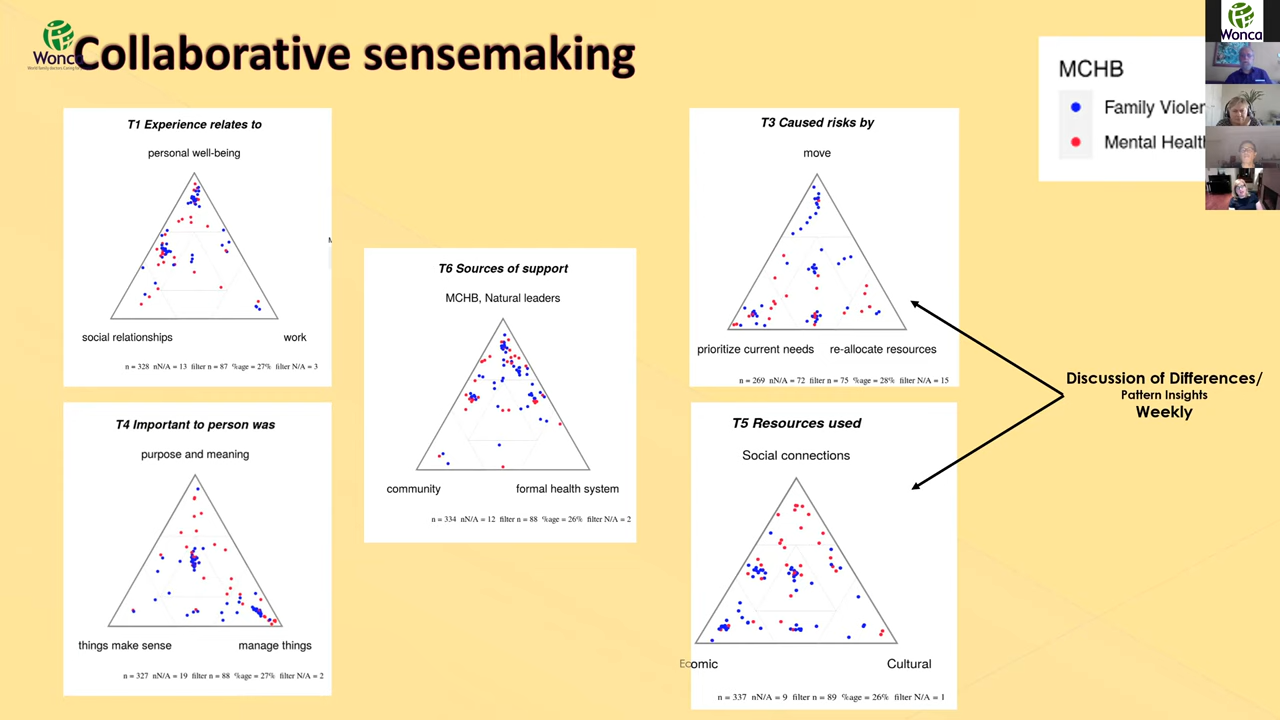 Wonca
Collaborative sensemaking
Wonca
MCHB
Family Violen
Mental Health
T1 Experience relates to
personal well-being
social relationships
work
n = 328 nN/A = 13 filter n = 87 %age = 27% filter N/A = 3
T3 Caused risks by
move
prioritize current needs
re-allocate resources
n = 269 nN/A = 72 filter n = 75 %age = 28% filter N/A = 15
T6 Sources of support
MCHB, Natural leaders
community
formal health system
n = 334 nN/A = 12 filter n = 88 %age = 26% filter N/A = 2
T4 Important to person was
purpose and meaning
things make sense
manage things
n = 327 nN/A = 19 filter n = 88 %age = 27% filter N/A = 2
T5 Resources used
Social connections
Ecomic
Cultural
n = 337 nN/A = 9 filter n = 89 %age = 26% filter N/A = 1
Discussion of Differences/
Pattern Insights
Weekly